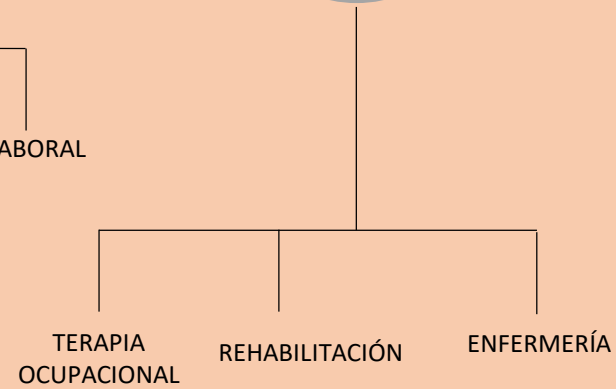 ABORAL
TERAPIA
OCUPACIONAL
REHABILITACIÓN
ENFERMERÍA